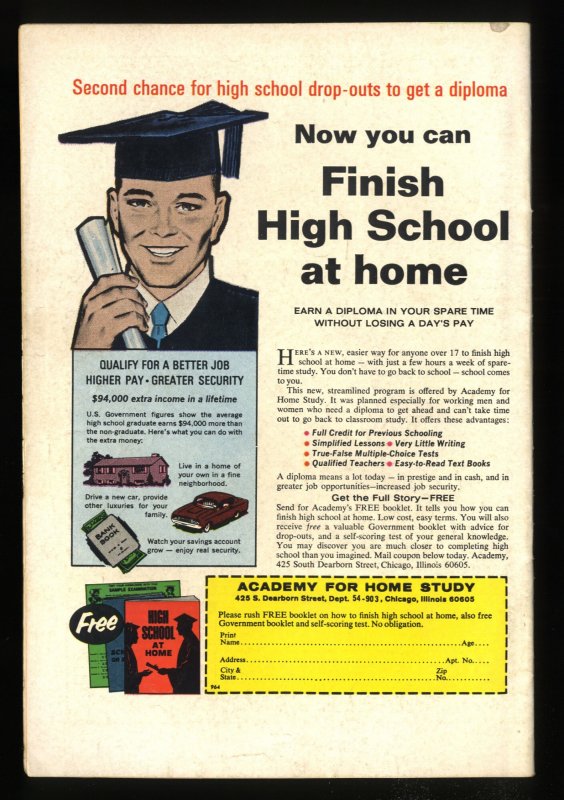 Second chance for high school drop-outs to get a diploma
Now you can
Finish
High School
at home
EARN A DIPLOMA IN YOUR SPARE TIME
WITHOUT LOSING A DAY'S PAY
HERE'S A NEW, easier way for anyone over 17 to finish high
school at home — with just a few hours a week of spare-
time study. You don't have to go back to school — school comes
to you.
This new, streamlined program is offered by Academy for
Home Study. It was planned especially for working men and
women who need a diploma to get ahead and can't take time
out to go back to classroom study. It offers these advantages:
• Full Credit for Previous Schooling
• Simplified Lessons • Very Little Writing
• True-False Multiple-Choice Tests
• Qualified Teachers • Easy-to-Read Text Books
A diploma means a lot today — in prestige and in cash, and in
greater job opportunities—increased job security.
Get the Full Story—FREE
Send for Academy's FREE booklet. It tells you how you can
finish high school at home. Low cost, easy terms. You will also
receive free a valuable Government booklet with advice for
drop-outs, and a self-scoring test of your general knowledge.
You may discover you are much closer to completing high
school than you imagined. Mail coupon below today. Academy,
425 South Dearborn Street, Chicago, Illinois 60605.
QUALIFY FOR A BETTER JOB
HIGHER PAY • GREATER SECURITY
$94,000 extra income in a lifetime
U.S. Government figures show the average
high school graduate earns $94,000 more than
the non-graduate. Here's what you can do with
the extra money:
Live in a home of
your own in a fine
neighborhood.
Drive a new car, provide
other luxuries for your
family.
BANK
BOOK
Watch your savings account
grow — enjoy real security.
Free
SAMPLE EXAMINATION
HIGH
SCHOOL
AT
HOME
ACADEMY FOR HOME STUDY
425 S. Dearborn Street, Dept. 54-903, Chicago, Illinois 60605
Please rush FREE booklet on how to finish high school at home, also free
Government booklet and self-scoring test. No obligation.
Print
Name Age
Address Apt. No.
City & Zip
State No.
964